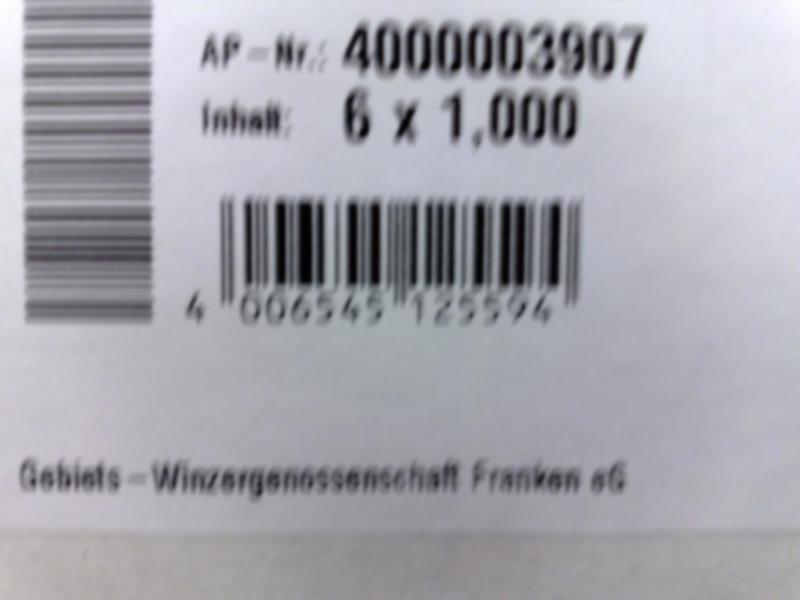 AP-Nr.: 4000003907
Inhalt: 6 x 1,000
4 006545 125594
Gebiets-Winzergenossenschaft Franken eG